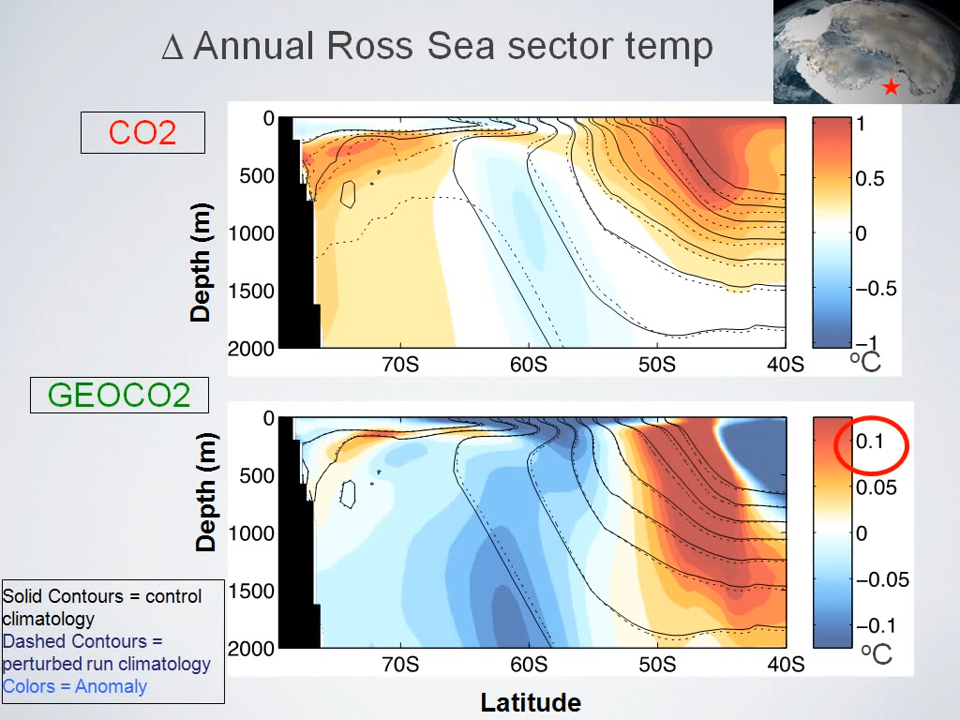 Δ Annual Ross Sea sector temp
CO2
0
500
1000
1500
2000
Depth (m)
70S
60S
50S
40S
1
0.5
0
−0.5
−1
ºC
GEOCO2
0
500
1000
1500
2000
Depth (m)
70S
60S
50S
40S
0.1
0.05
0
−0.05
−0.1
ºC
Latitude
Solid Contours = control
climatology
Dashed Contours =
perturbed run climatology
Colors = Anomaly